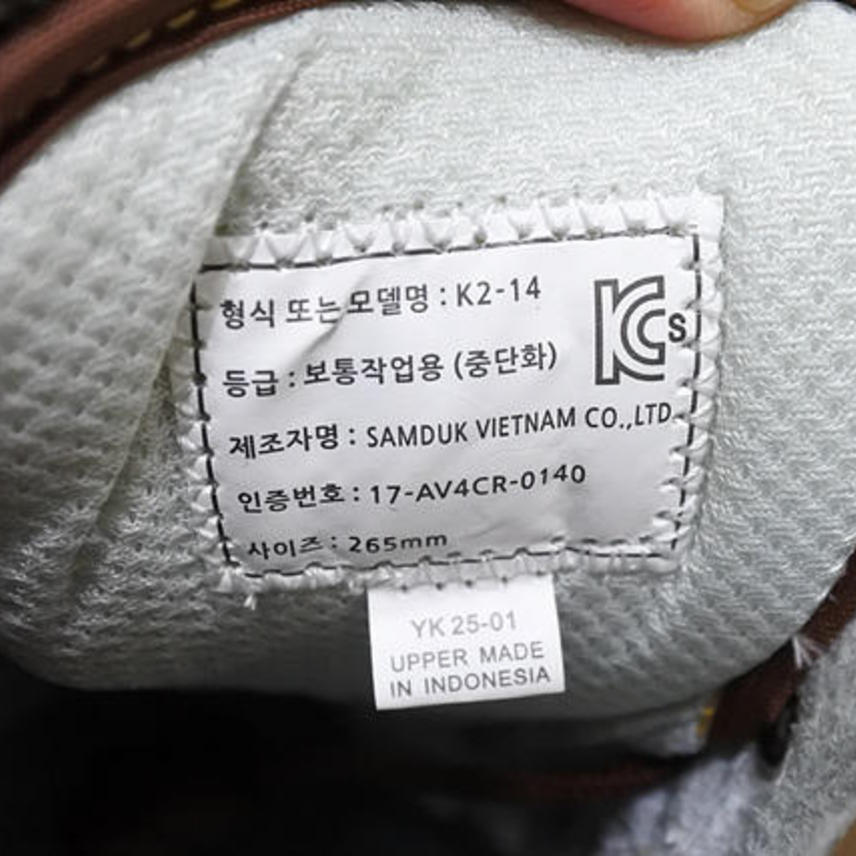 형식 또는 모델명 : K2-14
KCs
등급 : 보통작업용 (중단화)
제조자명 : SAMDUK VIETNAM CO.,LTD.
인증번호 : 17-AV4CR-0140
사이즈 : 265mm
YK 25-01
UPPER MADE
IN INDONESIA